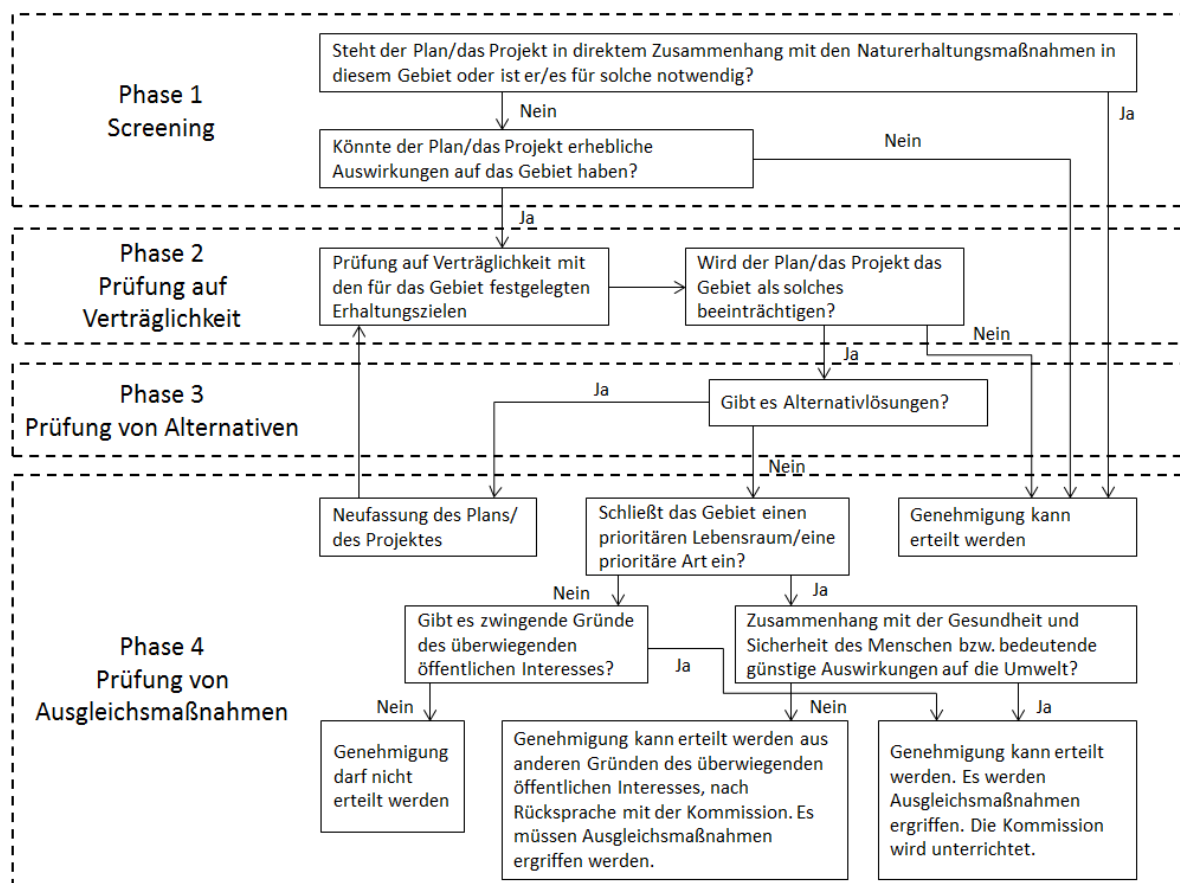 Phase 1
Screening
Steht der Plan/das Projekt in direktem Zusammenhang mit den Naturerhaltungsmaßnahmen in
diesem Gebiet oder ist er/es für solche notwendig?
Nein
Ja
Könnte der Plan/das Projekt erhebliche
Auswirkungen auf das Gebiet haben?
Nein
Ja
Phase 2
Prüfung auf
Verträglichkeit
Prüfung auf Verträglichkeit mit
den für das Gebiet festgelegten
Erhaltungszielen
Wird der Plan/das Projekt das
Gebiet als solches
beeinträchtigen?
Nein
Ja
Phase 3
Prüfung von Alternativen
Ja
Gibt es Alternativlösungen?
Nein
Phase 4
Prüfung von
Ausgleichsmaßnahmen
Neufassung des Plans/
des Projektes
Schließt das Gebiet einen
prioritären Lebensraum/eine
prioritäre Art ein?
Genehmigung kann
erteilt werden
Nein
Ja
Gibt es zwingende Gründe
des überwiegenden
öffentlichen Interesses?
Ja
Zusammenhang mit der Gesundheit und
Sicherheit des Menschen bzw. bedeutende
günstige Auswirkungen auf die Umwelt?
Nein
Nein
Ja
Genehmigung
darf nicht
erteilt werden
Genehmigung kann erteilt werden aus
anderen Gründen des überwiegenden
öffentlichen Interesses, nach
Rücksprache mit der Kommission. Es
müssen Ausgleichsmaßnahmen
ergriffen werden.
Genehmigung kann erteilt
werden. Es werden
Ausgleichsmaßnahmen
ergriffen. Die Kommission
wird unterrichtet.